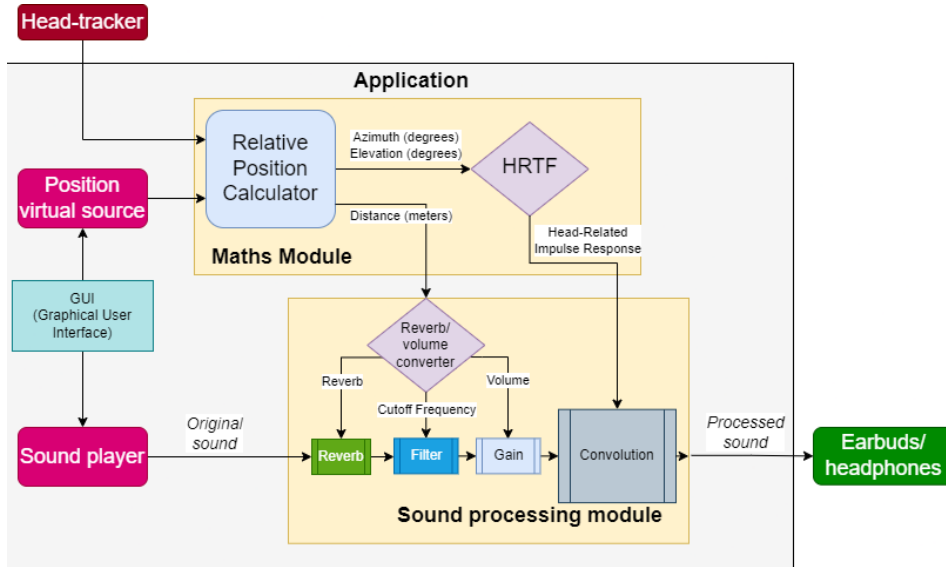 Head-tracker
Application
Relative
Position
Calculator
Azimuth (degrees)
Elevation (degrees)
HRTF
Position
virtual source
Distance (meters)
Head-Related
Impulse Response
Maths Module
GUI
(Graphical User
Interface)
Reverb/
volume
converter
Reverb
Volume
Cutoff Frequency
Original
sound
Processed
sound
Sound player
Reverb
Filter
Gain
Convolution
Earbuds/
headphones
Sound processing module